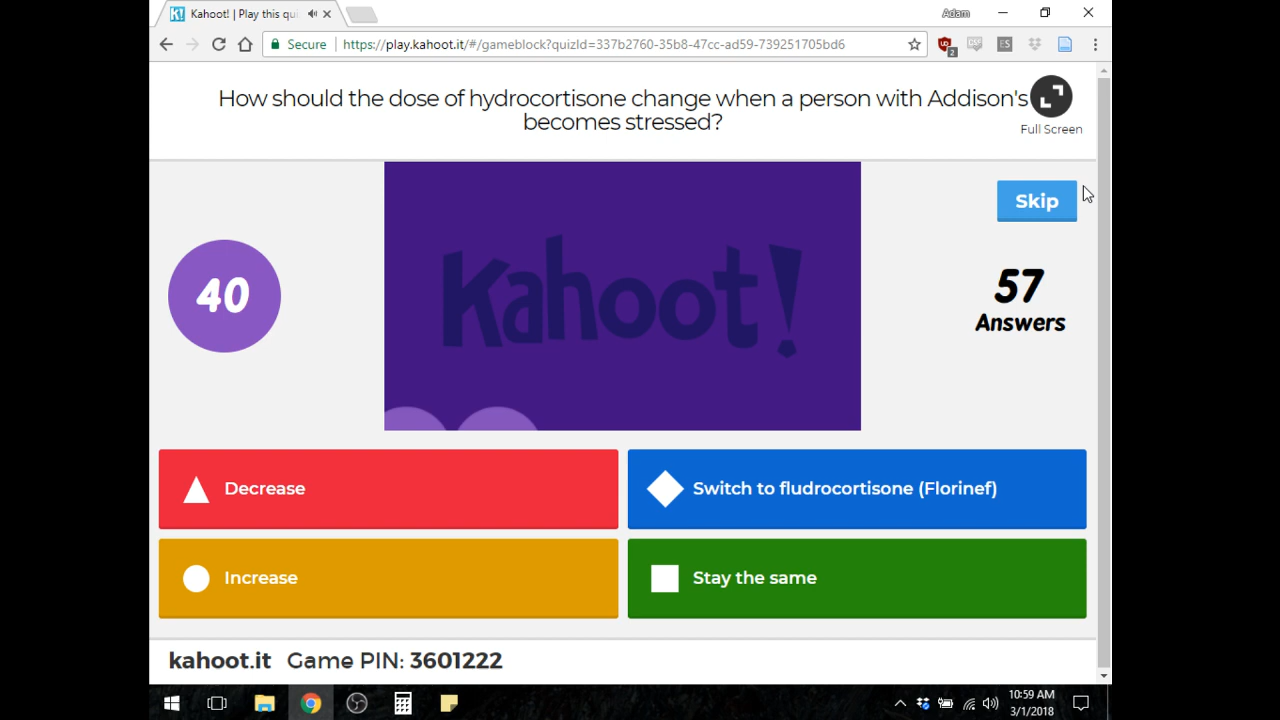 Kahoot! | Play this qui
Adam
Secure
https://play.kahoot.it/#/gameblock?quizId=337b2760-35b8-47cc-ad59-739251705bd6
2
ES
How should the dose of hydrocortisone change when a person with Addison's
becomes stressed?
Full Screen
Skip
40
Kahoot!
57
Answers
Decrease
Switch to fludrocortisone (Florinef)
Increase
Stay the same
kahoot.it Game PIN: 3601222
10:59 AM
3/1/2018